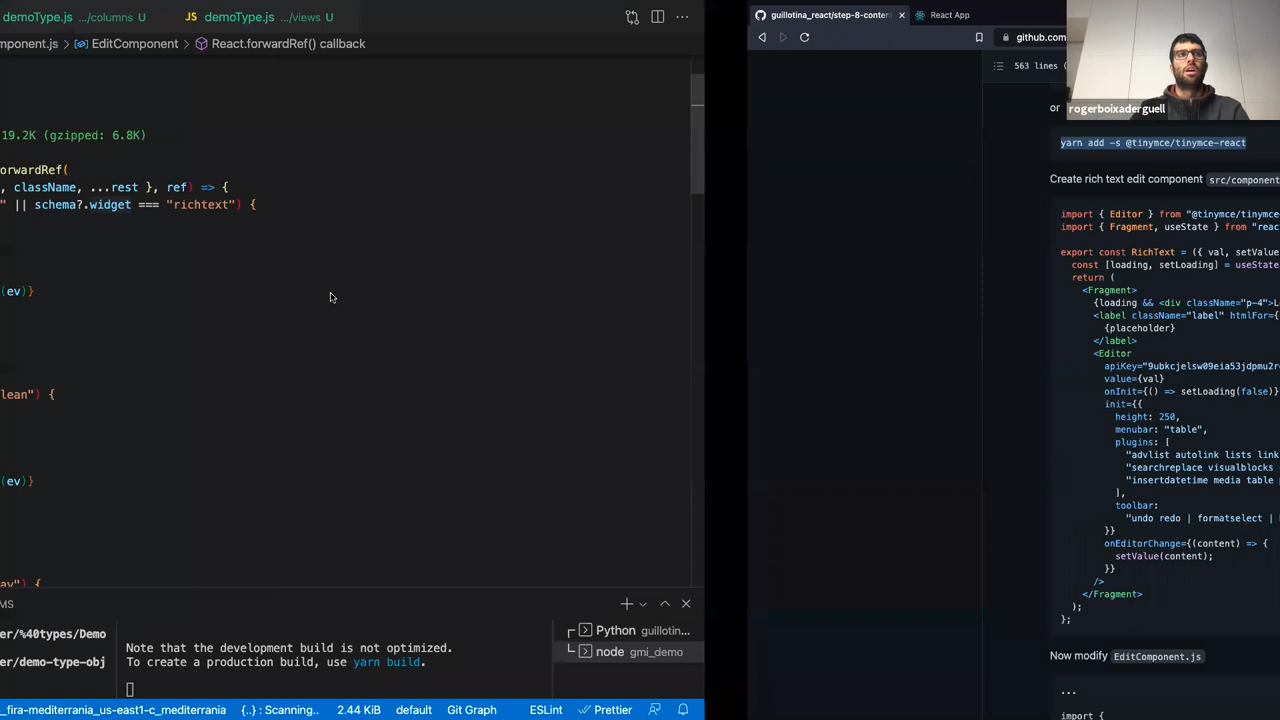 demoType.js .../columns U
JS demoType.js .../views U
mponent.js > EditComponent > React.forwardRef() callback
19.2K (gzipped: 6.8K)
orwardRef(
, className, ...rest }, ref) => {
" || schema?.widget === "richtext") {
(ev)}
lean") {
(ev)}
ay") {
MS
er/%40types/Demo
er/demo-type-obj
Note that the development build is not optimized.
To create a production build, use yarn build.
Python guillotin...
node gmi_demo
_fira-mediterrania_us-east1-c_mediterrania
{..} : Scanning..
2.44 KiB
default
Git Graph
ESLint
Prettier
guillotina_react/step-8-conter
React App
github.com
563 lines (
rogerboixaderguell
or
yarn add -s @tinymce/tinymce-react
Create rich text edit component src/component
import { Editor } from "@tinymce/tinymce-
import { Fragment, useState } from "reac
export const RichText = ({ val, setValue
const [loading, setLoading] = useState
return (
<Fragment>
{loading && <div className="p-4">L
<label className="label" htmlFor={
{placeholder}
</label>
<Editor
apiKey="9ubkcjelsw09eia53jdpmu2r
value={val}
onInit={() => setLoading(false)}
init={{
height: 250,
menubar: "table",
plugins: [
"advlist autolink lists link
"searchreplace visualblocks
"insertdatetime media table
],
toolbar:
"undo redo | formatselect |
}}
onEditorChange={(content) => {
setValue(content);
}}
/>
</Fragment>
);
};
Now modify EditComponent.js
...
import {